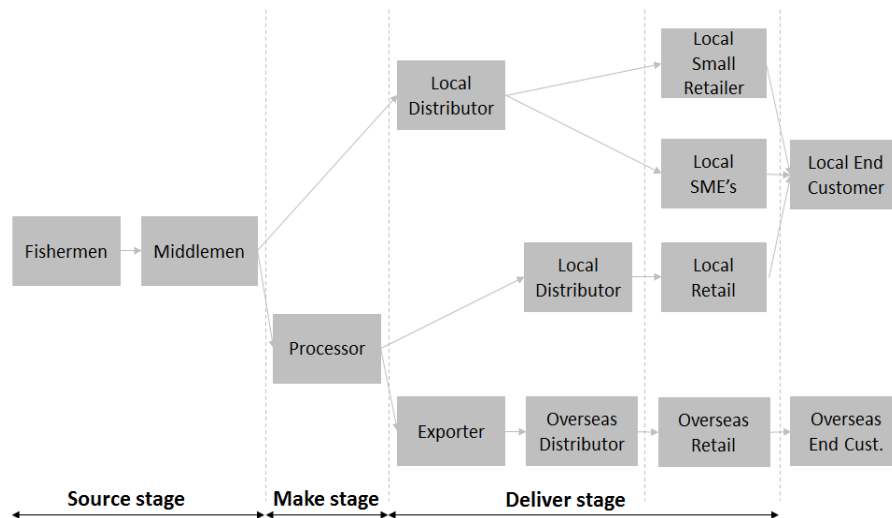 Local
Small
Retailer
Local
Distributor
Local
SME's
Local End
Customer
Fishermen
Middlemen
Local
Distributor
Local
Retail
Processor
Exporter
Overseas
Distributor
Overseas
Retail
Overseas
End Cust.
Source stage
Make stage
Deliver stage